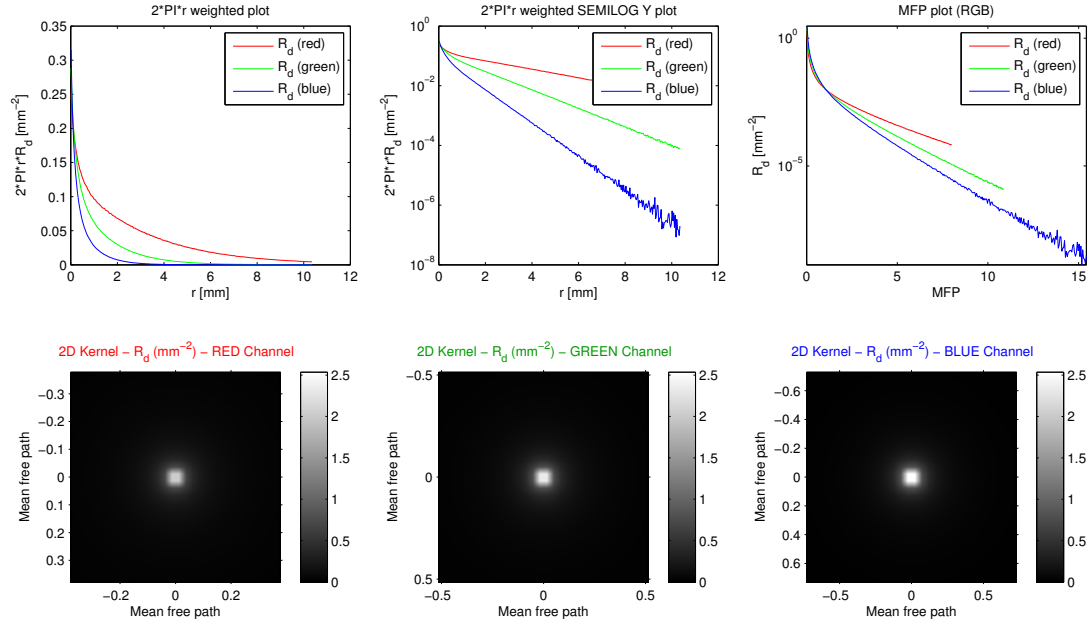 2*PI*r weighted plot
0.35
0.3
0.25
0.2
0.15
0.1
0.05
0
2*PI*r*R_d [mm^−2]
R_d (red)
R_d (green)
R_d (blue)
0 2 4 6 8 10 12
r [mm]
2*PI*r weighted SEMILOG Y plot
10^0
10^−2
10^−4
10^−6
10^−8
2*PI*r*R_d [mm^−2]
R_d (red)
R_d (green)
R_d (blue)
0 2 4 6 8 10 12
r [mm]
MFP plot (RGB)
10^0
10^−5
R_d [mm^−2]
R_d (red)
R_d (green)
R_d (blue)
0 5 10 15
MFP
2D Kernel − R_d (mm^−2) − RED Channel
−0.3
−0.2
−0.1
0
0.1
0.2
0.3
Mean free path
−0.2 0 0.2
Mean free path
2.5
2
1.5
1
0.5
0
2D Kernel − R_d (mm^−2) − GREEN Channel
−0.5
0
0.5
Mean free path
−0.5 0 0.5
Mean free path
2.5
2
1.5
1
0.5
0
2D Kernel − R_d (mm^−2) − BLUE Channel
−0.6
−0.4
−0.2
0
0.2
0.4
0.6
Mean free path
−0.5 0 0.5
Mean free path
2.5
2
1.5
1
0.5
0